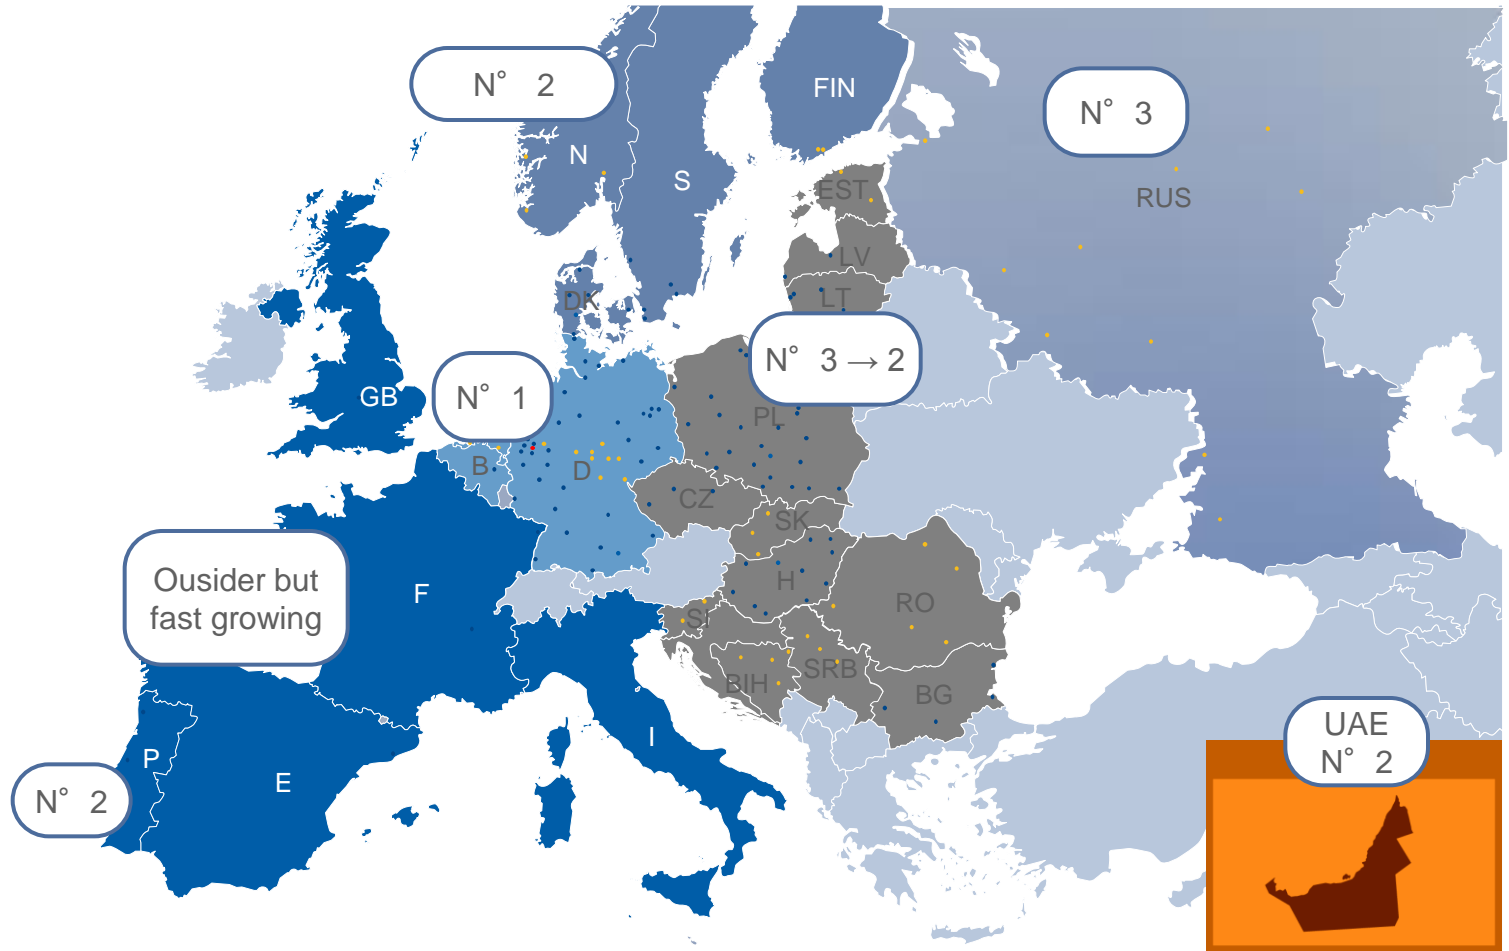 N° 2
FIN
N° 3
N
S
EST
RUS
LV
DK
LT
N° 3 → 2
N° 1
GB
PL
B
D
CZ
SK
Ousider but
fast growing
F
H
RO
SI
SRB
BIH
BG
P
I
E
N° 2
UAE
N° 2